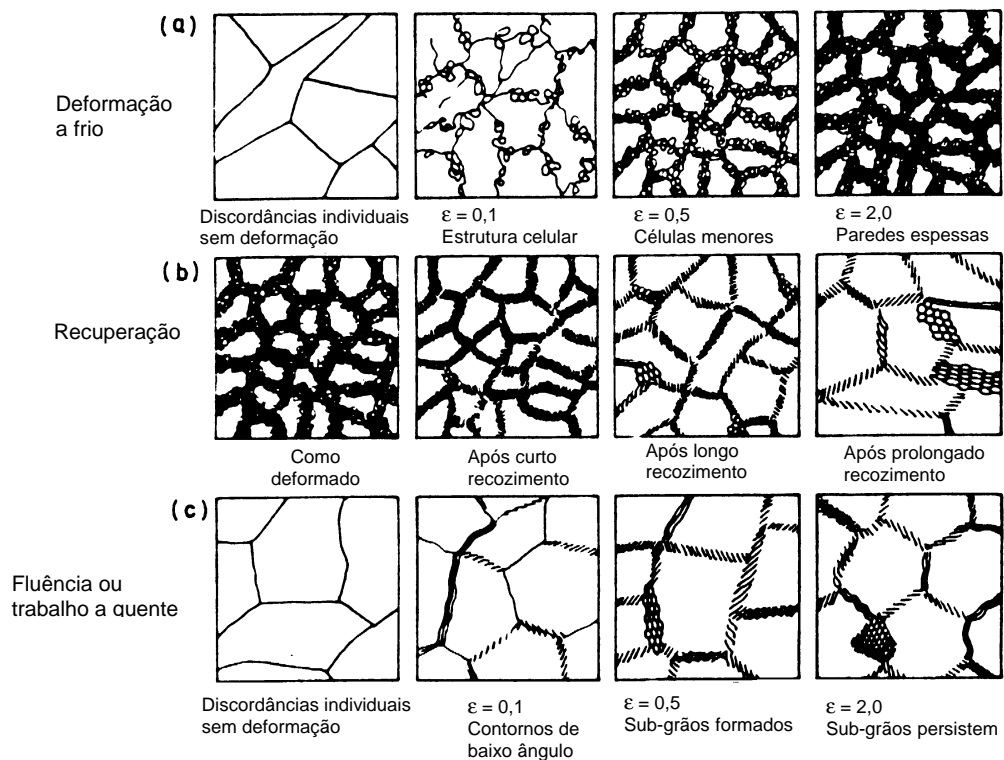 (a)
Deformação
a frio
Discordâncias individuais
sem deformação
ε = 0,1
Estrutura celular
ε = 0,5
Células menores
ε = 2,0
Paredes espessas
(b)
Recuperação
Como
deformado
Após curto
recozimento
Após longo
recozimento
Após prolongado
recozimento
(c)
Fluência ou
trabalho a quente
Discordâncias individuais
sem deformação
ε = 0,1
Contornos de
baixo ângulo
ε = 0,5
Sub-grãos formados
ε = 2,0
Sub-grãos persistem